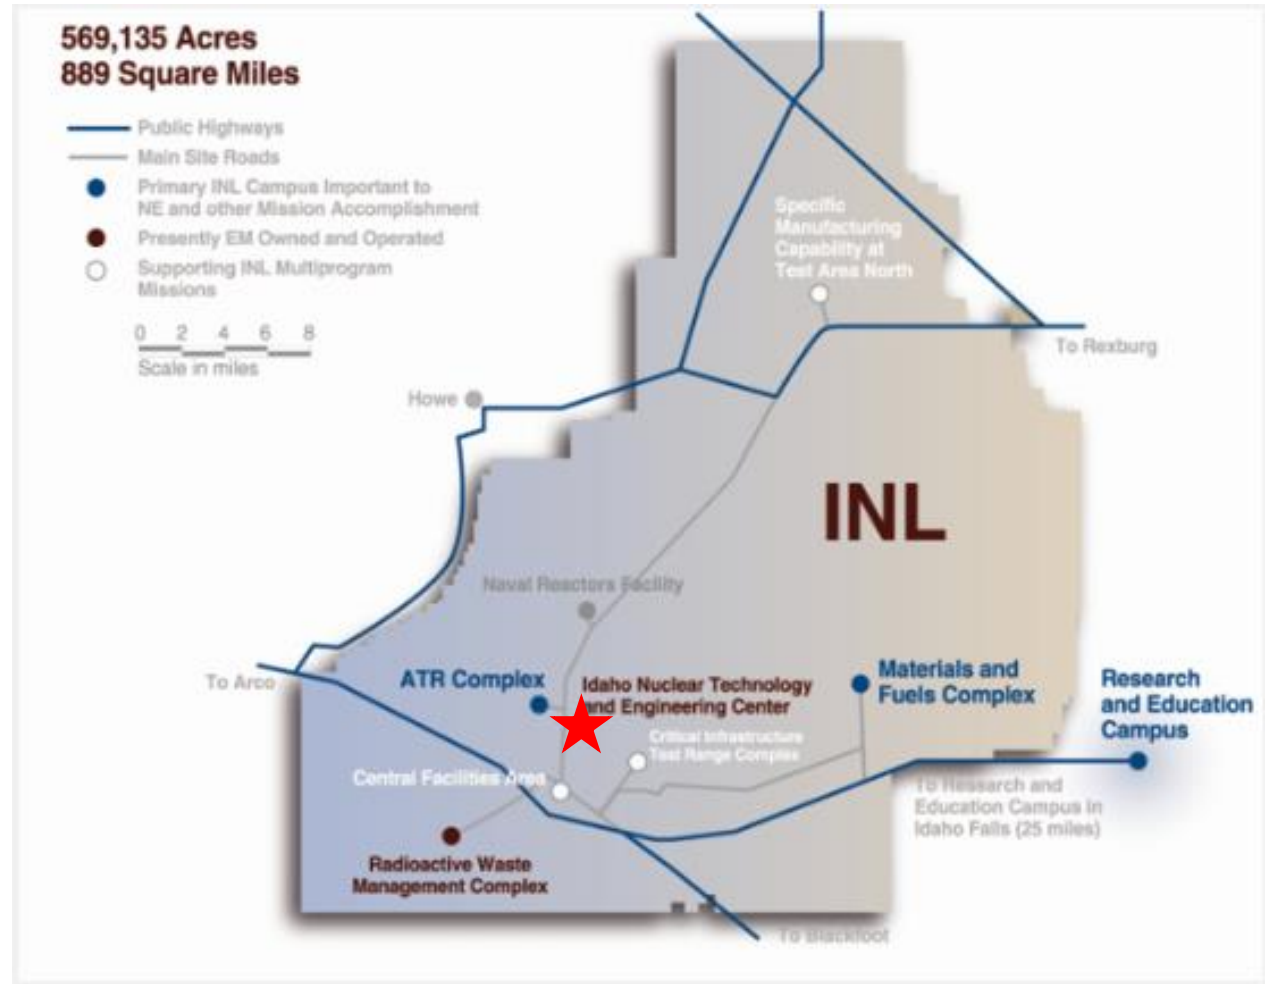 569,135 Acres
889 Square Miles
Public Highways
Main Site Roads
Primary INL Campus Important to
NE and other Mission Accomplishment
Presently EM Owned and Operated
Supporting INL Multiprogram
Missions
0 2 4 6 8
Scale in miles
Specific
Manufacturing
Capability at
Test Area North
To Rexburg
Howe
INL
Naval Reactors Facility
To Arco
ATR Complex
Idaho Nuclear Technology
and Engineering Center
Materials and
Fuels Complex
Research
and Education
Campus
Critical Infrastructure
Test Range Complex
Central Facilities Area
To Research and
Education Campus in
Idaho Falls (25 miles)
Radioactive Waste
Management Complex
To Blackfoot